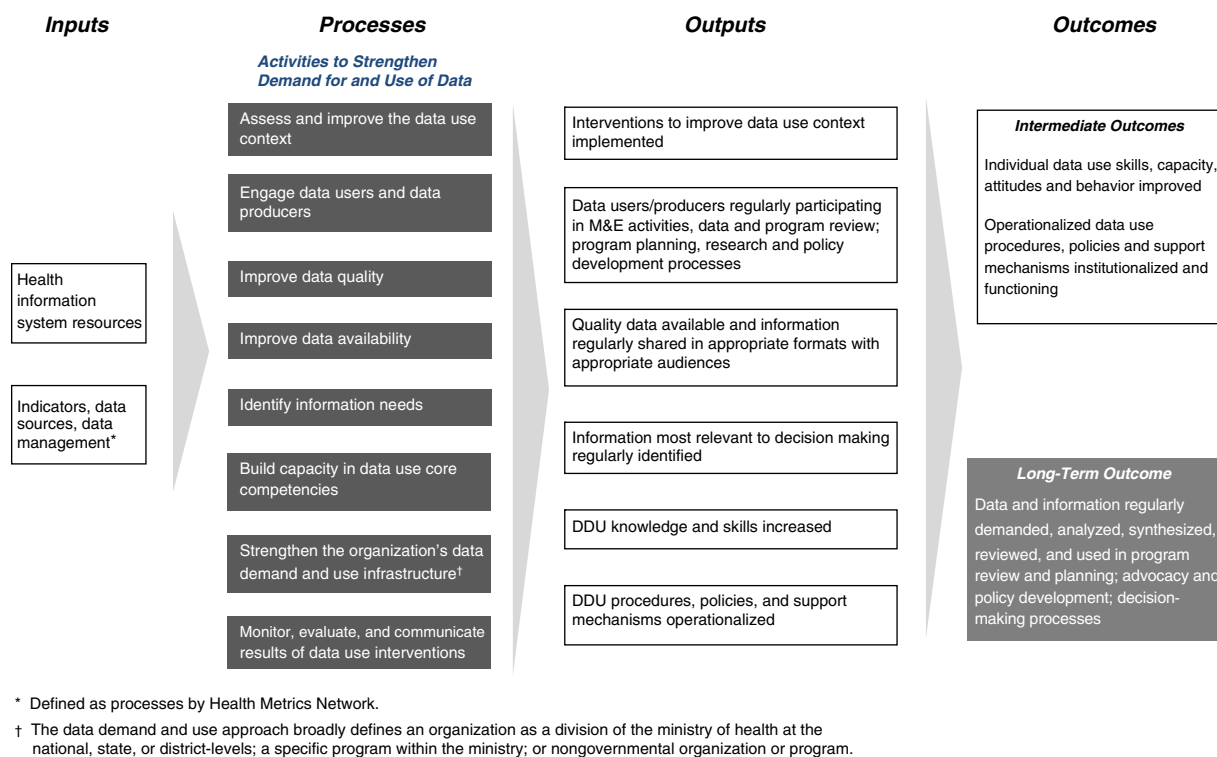 Inputs
Processes
Outputs
Outcomes
Activities to Strengthen
Demand for and Use of Data
Health
information
system resources
Indicators, data
sources, data
management*
Assess and improve the data use
context
Engage data users and data
producers
Improve data quality
Improve data availability
Identify information needs
Build capacity in data use core
competencies
Strengthen the organization's data
demand and use infrastructure†
Monitor, evaluate, and communicate
results of data use interventions
Interventions to improve data use context
implemented
Data users/producers regularly participating
in M&E activities, data and program review;
program planning, research and policy
development processes
Quality data available and information
regularly shared in appropriate formats with
appropriate audiences
Information most relevant to decision making
regularly identified
DDU knowledge and skills increased
DDU procedures, policies, and support
mechanisms operationalized
Intermediate Outcomes
Individual data use skills, capacity,
attitudes and behavior improved
Operationalized data use
procedures, policies and support
mechanisms institutionalized and
functioning
Long-Term Outcome
Data and information regularly
demanded, analyzed, synthesized,
reviewed, and used in program
review and planning; advocacy and
policy development; decision-
making processes
* Defined as processes by Health Metrics Network.
† The data demand and use approach broadly defines an organization as a division of the ministry of health at the
national, state, or district-levels; a specific program within the ministry; or nongovernmental organization or program.